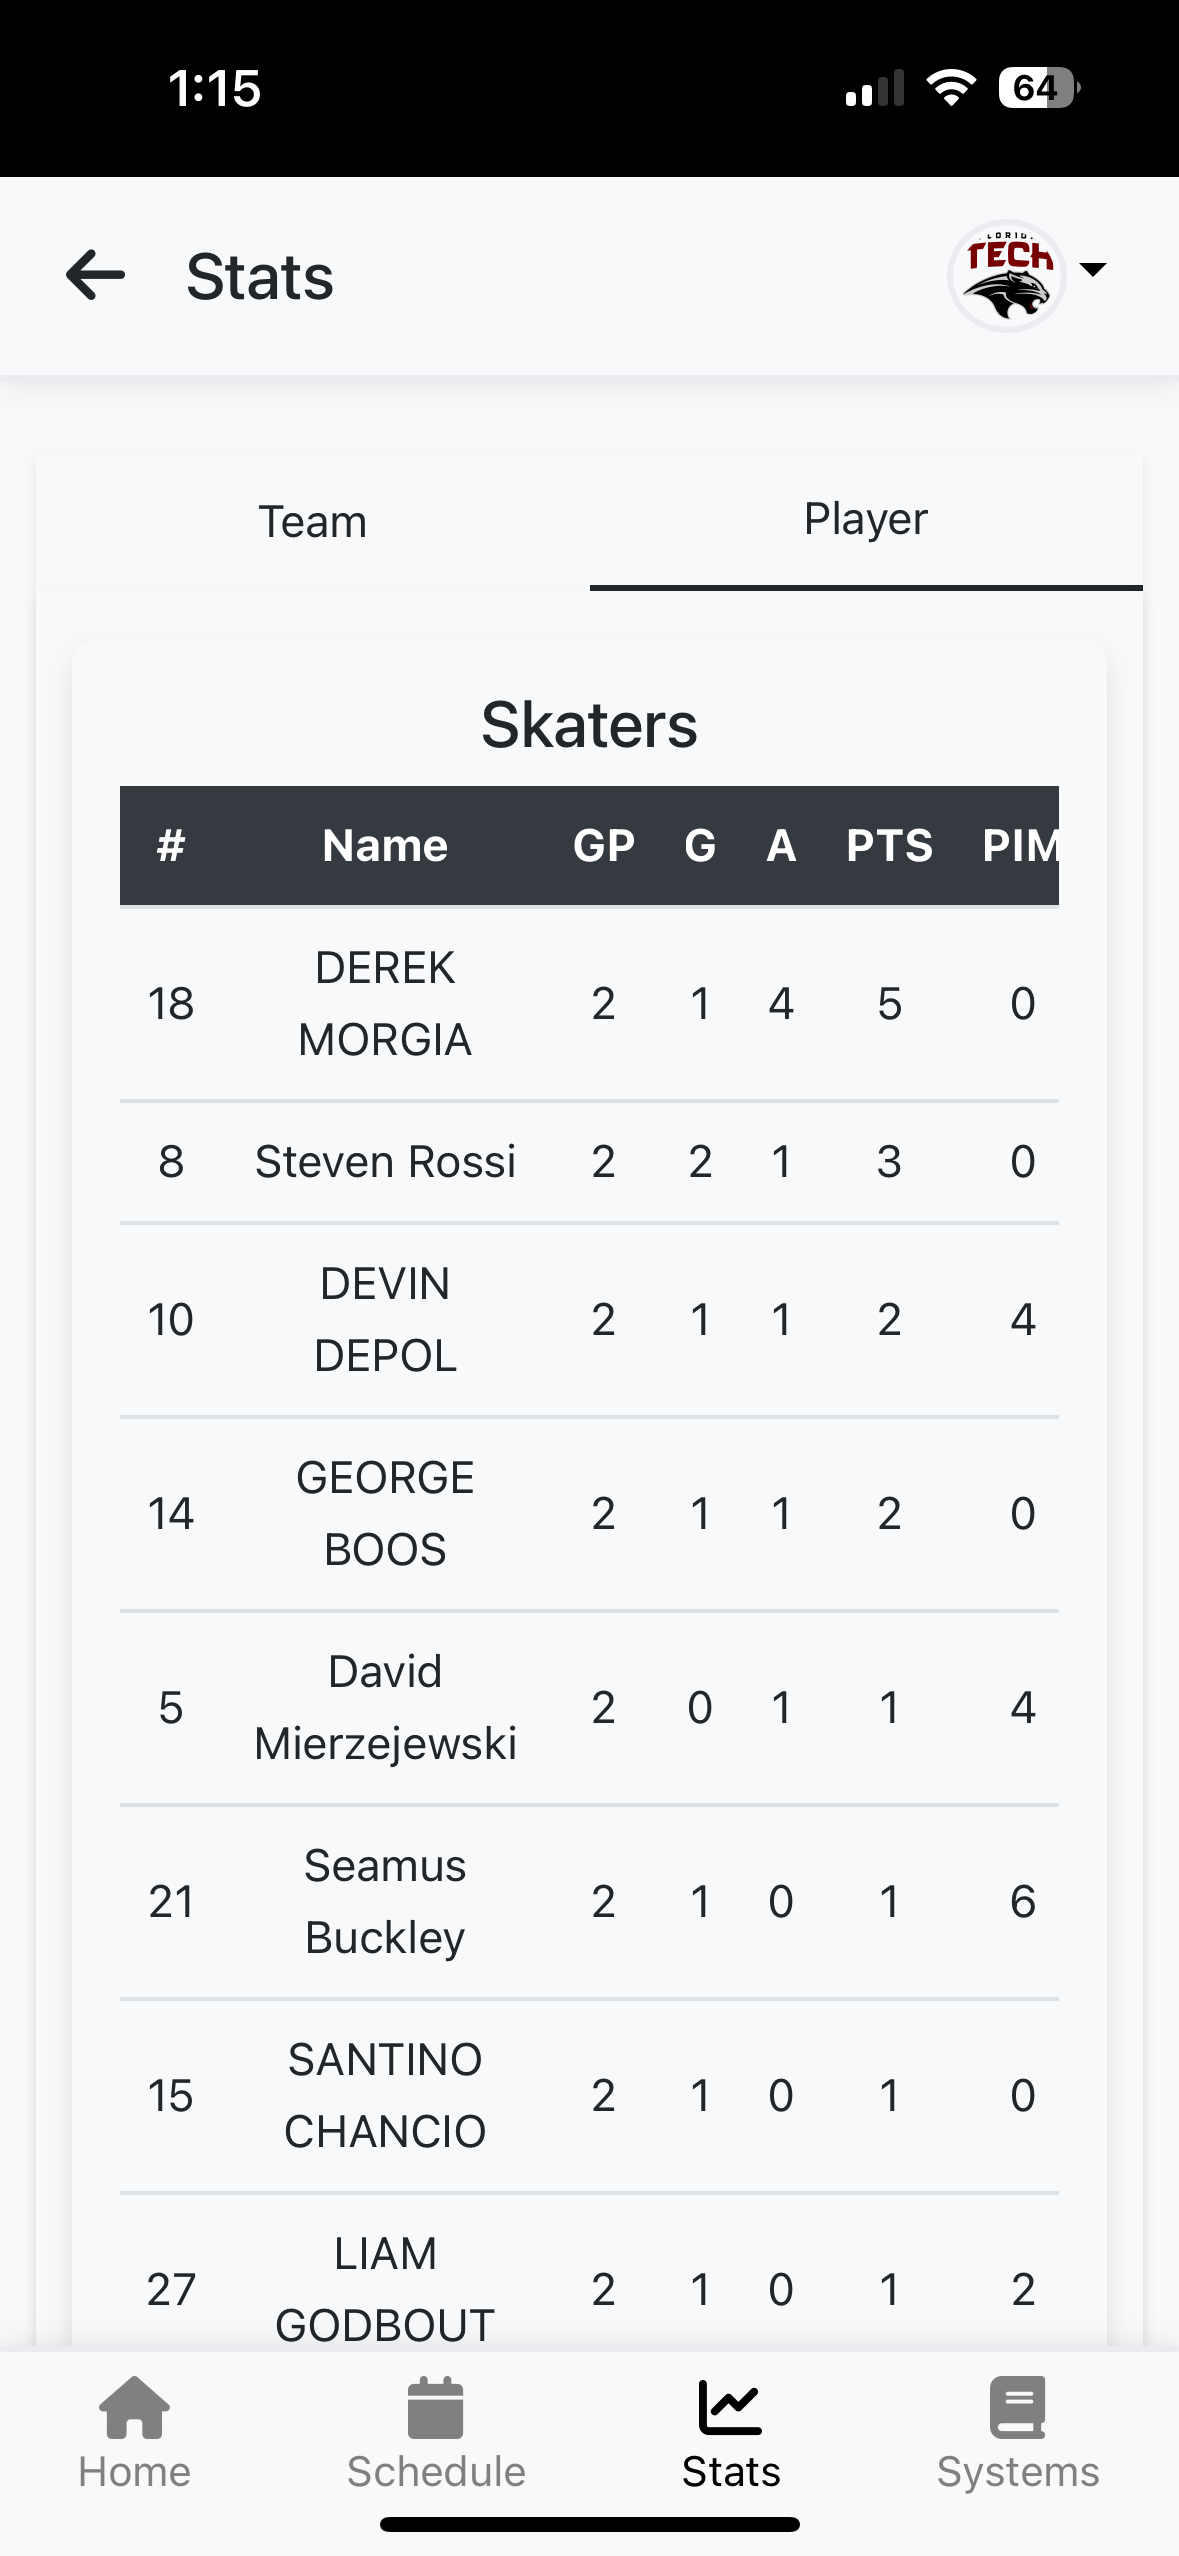 1:15
64
Stats
TECH
Team
Player
Skaters
# Name GP G A PTS PIM
DEREK
18 2 1 4 5 0
MORGIA
8 Steven Rossi 2 2 1 3 0
DEVIN
10 2 1 1 2 4
DEPOL
GEORGE
14 2 1 1 2 0
BOOS
David
5 2 0 1 1 4
Mierzejewski
Seamus
21 2 1 0 1 6
Buckley
SANTINO
15 2 1 0 1 0
CHANCIO
LIAM
27 2 1 0 1 2
GODBOUT
Home Schedule Stats Systems